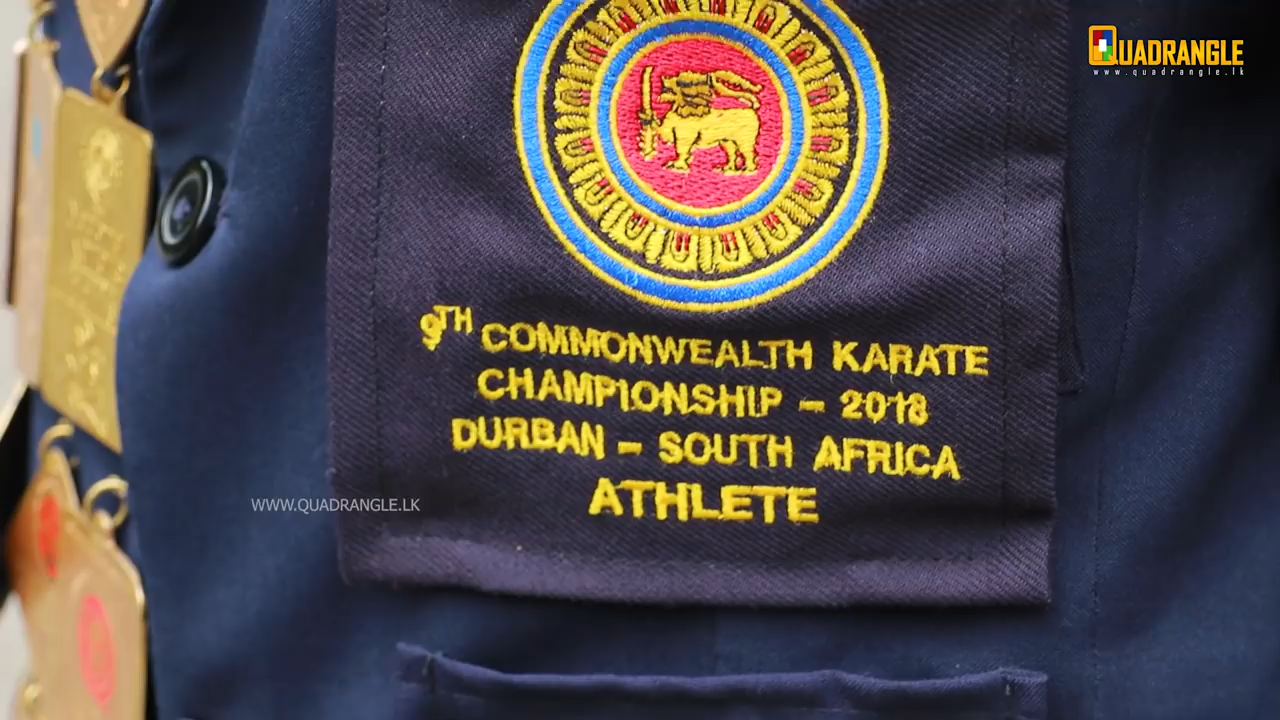 QUADRANGLE
www.quadrangle.lk
9TH COMMONWEALTH KARATE
CHAMPIONSHIP - 2018
DURBAN - SOUTH AFRICA
ATHLETE
WWW.QUADRANGLE.LK